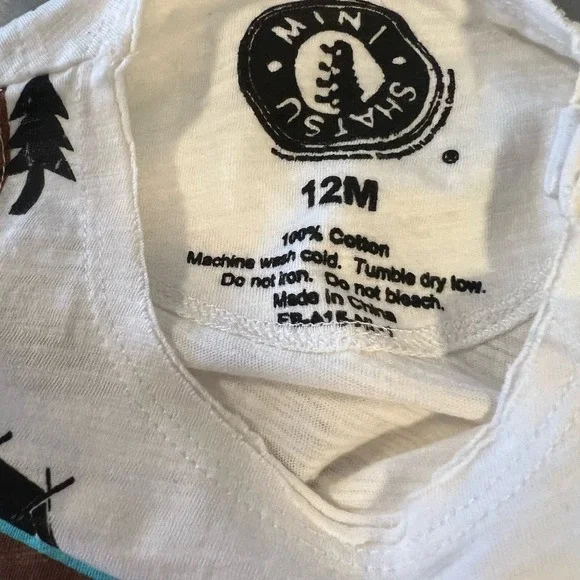 MINI
SHATSU
12M
100% Cotton
Machine wash cold. Tumble dry low.
Do not iron. Do not bleach.
Made in China